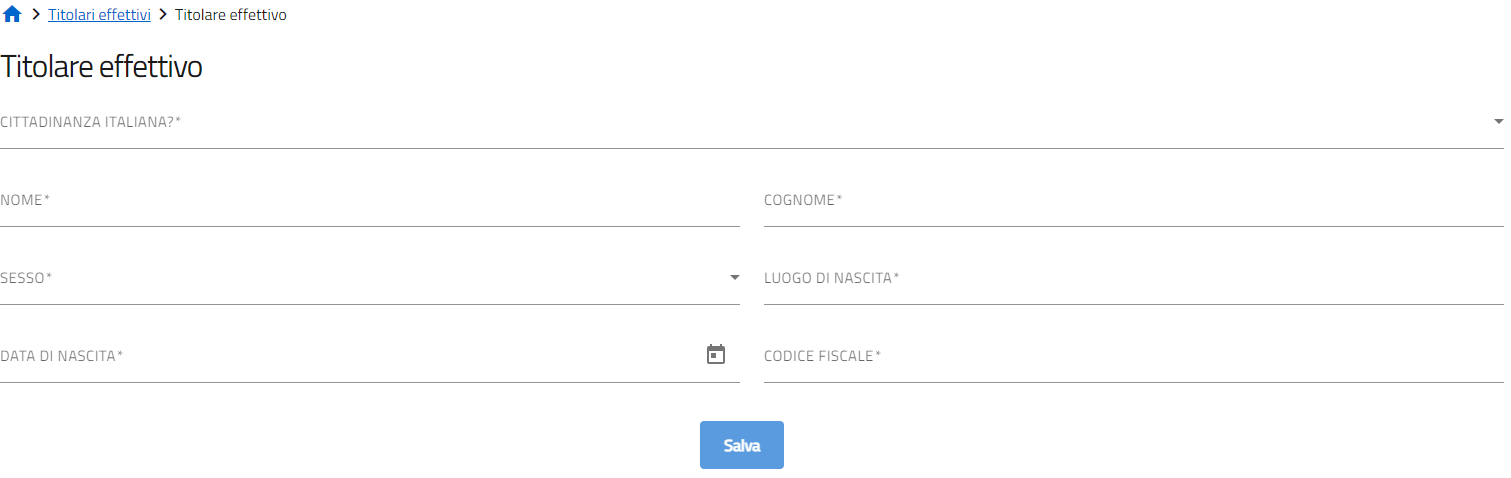 Titolari effettivi Titolare effettivo
Titolare effettivo
CITTADINANZA ITALIANA?*
NOME* COGNOME*
SESSO* LUOGO DI NASCITA*
DATA DI NASCITA* CODICE FISCALE*
Salva